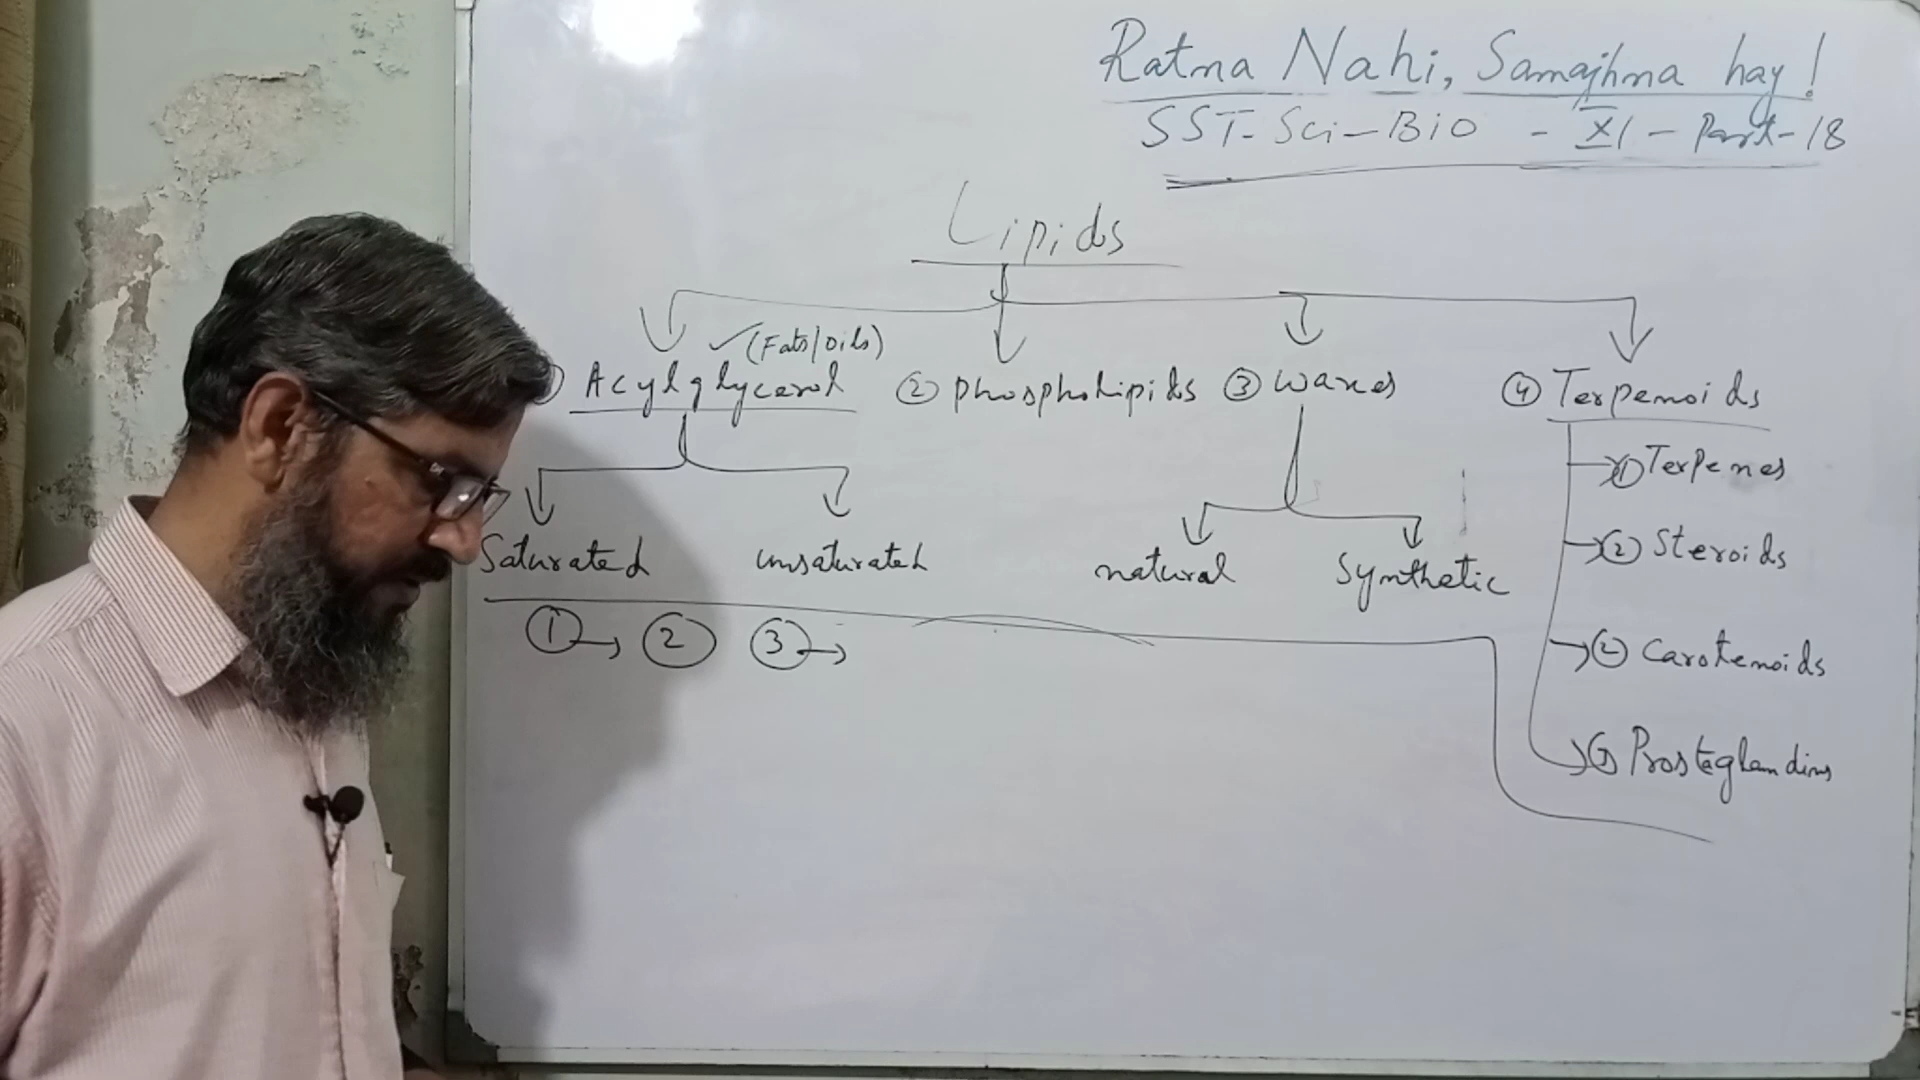 Ratna Nahi, Samajhna hay!
SST-Sci-BIO - XI - Part-18
Lipids
(Fats/oils)
Acylglycerol ② Phospholipids ③ Waxes ④ Terpenoids
① Terpenes
② Steroids
Saturated unsaturated natural Synthetic
① ② ③
② Carotenoids
Prostaglandins